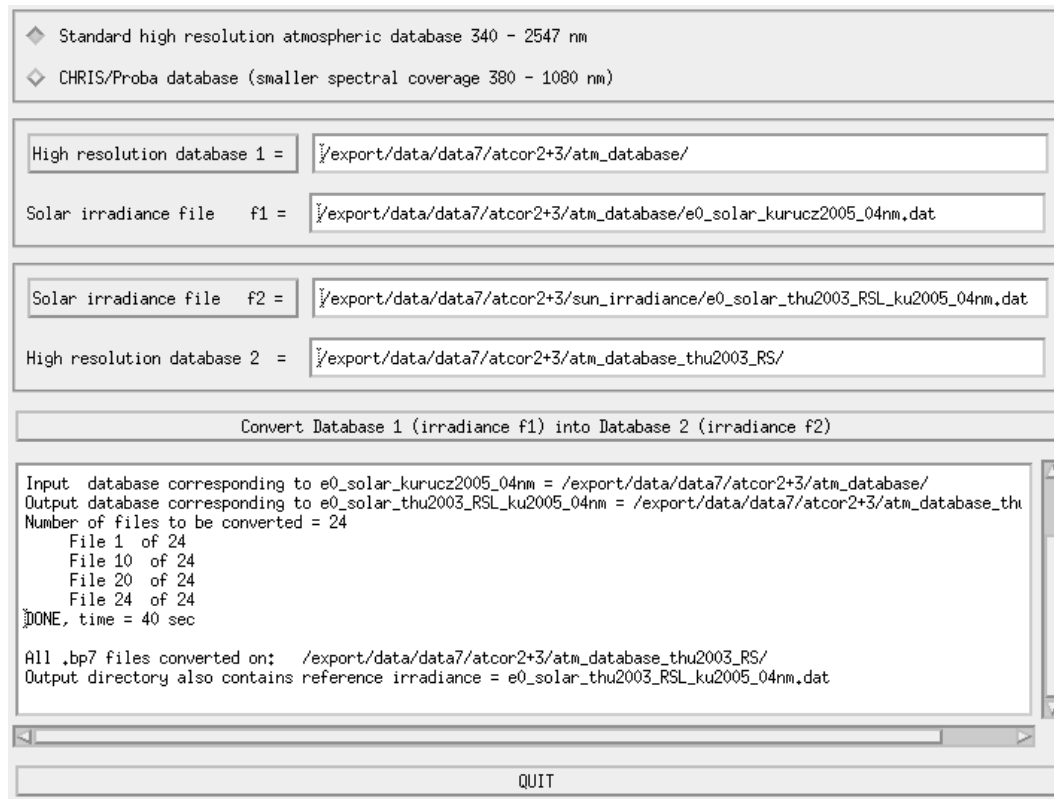 Standard high resolution atmospheric database 340 - 2547 nm
CHRIS/Proba database (smaller spectral coverage 380 - 1080 nm)
High resolution database 1 = /export/data/data7/atcor2+3/atm_database/
Solar irradiance file f1 = /export/data/data7/atcor2+3/atm_database/e0_solar_kurucz2005_04nm.dat
Solar irradiance file f2 = /export/data/data7/atcor2+3/sun_irradiance/e0_solar_thu2003_RSL_ku2005_04nm.dat
High resolution database 2 = /export/data/data7/atcor2+3/atm_database_thu2003_RS/
Convert Database 1 (irradiance f1) into Database 2 (irradiance f2)
Input database corresponding to e0_solar_kurucz2005_04nm = /export/data/data7/atcor2+3/atm_database/
Output database corresponding to e0_solar_thu2003_RSL_ku2005_04nm = /export/data/data7/atcor2+3/atm_database_thu
Number of files to be converted = 24
File 1 of 24
File 10 of 24
File 20 of 24
File 24 of 24
DONE, time = 40 sec
All .bp7 files converted on: /export/data/data7/atcor2+3/atm_database_thu2003_RS/
Output directory also contains reference irradiance = e0_solar_thu2003_RSL_ku2005_04nm.dat
QUIT